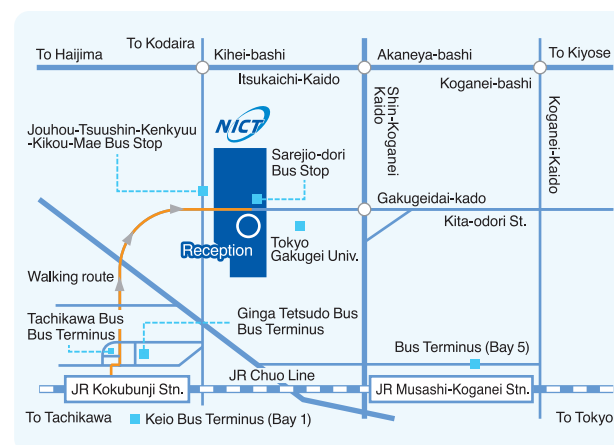 To Haijima
To Kodaira
Kihei-bashi
Akaneya-bashi
To Kiyose
Itsukaichi-Kaido
Koganei-bashi
Shin-Koganei
Kaido
Koganei-Kaido
NICT
Jouhou-Tsuushin-Kenkyuu
-Kikou-Mae Bus Stop
Sarejio-dori
Bus Stop
Gakugeidai-kado
Kita-odori St.
Reception
Tokyo
Gakugei Univ.
Walking route
Tachikawa Bus
Bus Terminus
Ginga Tetsudo Bus
Bus Terminus
Bus Terminus (Bay 5)
JR Kokubunji Stn.
JR Chuo Line
JR Musashi-Koganei Stn.
To Tachikawa
Keio Bus Terminus (Bay 1)
To Tokyo